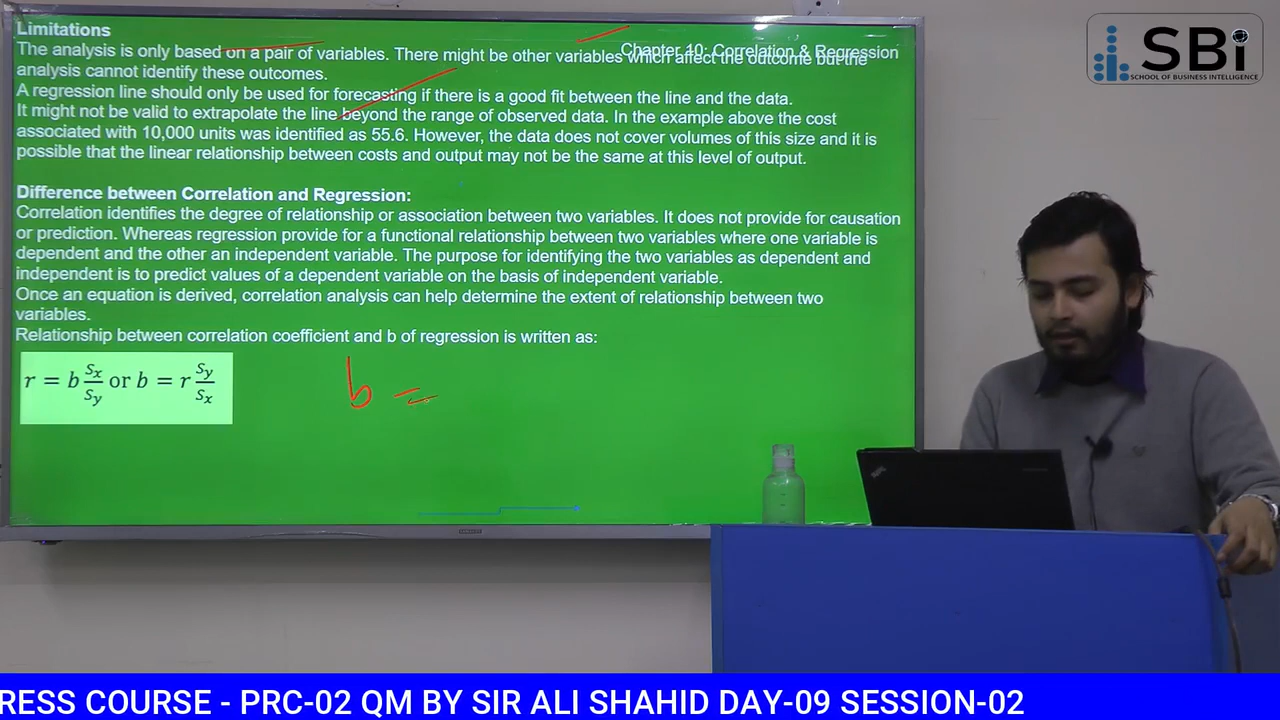 Limitations
The analysis is only based on a pair of variables. There might be other variables which affect the outcome but the
Chapter 10: Correlation & Regression
analysis cannot identify these outcomes.
A regression line should only be used for forecasting if there is a good fit between the line and the data.
It might not be valid to extrapolate the line beyond the range of observed data. In the example above the cost
associated with 10,000 units was identified as 55.6. However, the data does not cover volumes of this size and it is
possible that the linear relationship between costs and output may not be the same at this level of output.
Difference between Correlation and Regression:
Correlation identifies the degree of relationship or association between two variables. It does not provide for causation
or prediction. Whereas regression provide for a functional relationship between two variables where one variable is
dependent and the other an independent variable. The purpose for identifying the two variables as dependent and
independent is to predict values of a dependent variable on the basis of independent variable.
Once an equation is derived, correlation analysis can help determine the extent of relationship between two
variables.
Relationship between correlation coefficient and b of regression is written as:
r = b Sx/Sy or b = r Sy/Sx
b =
SBi
SCHOOL OF BUSINESS INTELLIGENCE
RESS COURSE - PRC-02 QM BY SIR ALI SHAHID DAY-09 SESSION-02